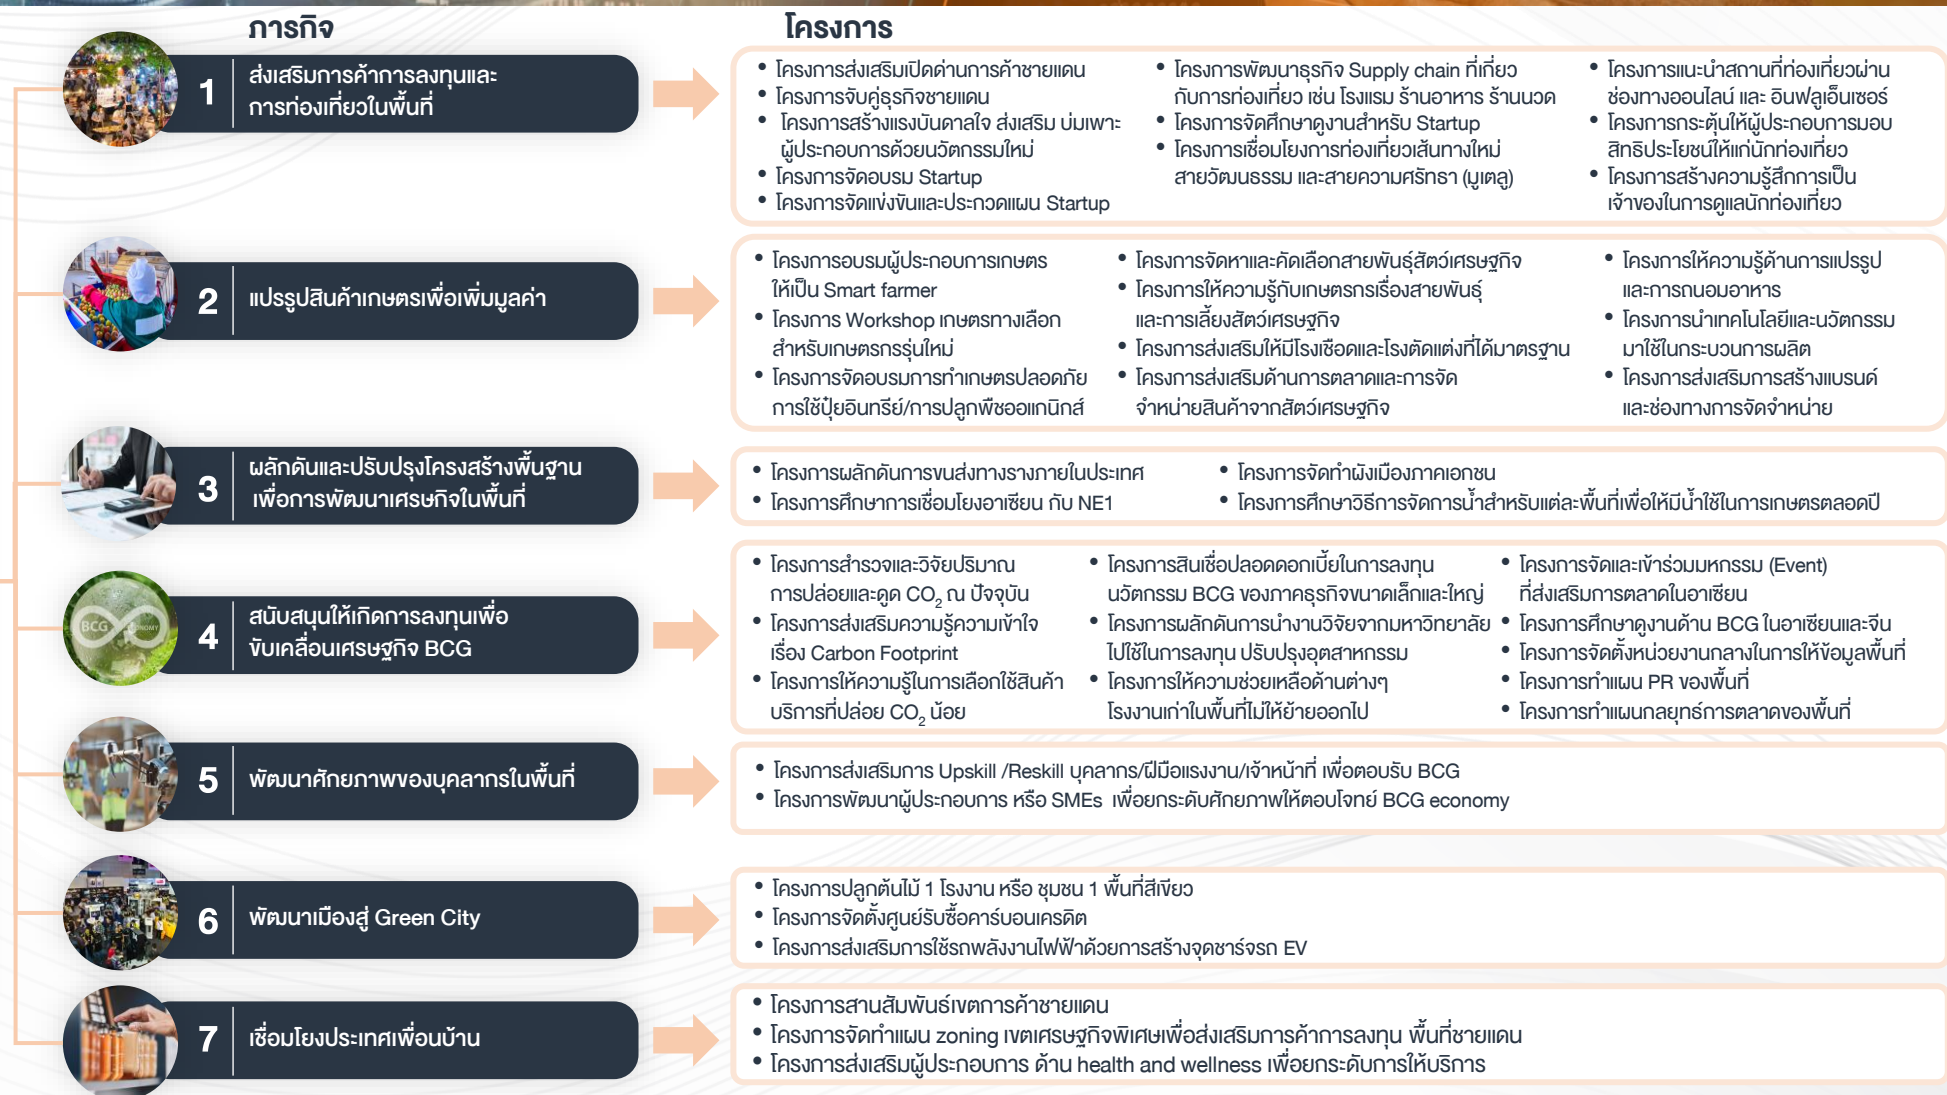 ภารกิจ
โครงการ
1
ส่งเสริมการค้าการลงทุนและ
การท่องเที่ยวในพื้นที่
• โครงการส่งเสริมเปิดด่านการค้าชายแดน
• โครงการจับคู่ธุรกิจชายแดน
• โครงการสร้างแรงบันดาลใจ ส่งเสริม บ่มเพาะ
ผู้ประกอบการด้วยนวัตกรรมใหม่
• โครงการจัดอบรม Startup
• โครงการจัดแข่งขันและประกวดแผน Startup
• โครงการพัฒนาธุรกิจ Supply chain ที่เกี่ยว
กับการท่องเที่ยว เช่น โรงแรม ร้านอาหาร ร้านนวด
• โครงการจัดศึกษาดูงานสำหรับ Startup
• โครงการเชื่อมโยงการท่องเที่ยวเส้นทางใหม่
สายวัฒนธรรม และสายความศรัทธา (มูเตลู)
• โครงการแนะนำสถานที่ท่องเที่ยวผ่าน
ช่องทางออนไลน์ และ อินฟลูเอ็นเซอร์
• โครงการกระตุ้นให้ผู้ประกอบการมอบ
สิทธิประโยชน์ให้แก่นักท่องเที่ยว
• โครงการสร้างความรู้สึกการเป็น
เจ้าของในการดูแลนักท่องเที่ยว
2
แปรรูปสินค้าเกษตรเพื่อเพิ่มมูลค่า
• โครงการอบรมผู้ประกอบการเกษตร
ให้เป็น Smart farmer
• โครงการ Workshop เกษตรทางเลือก
สำหรับเกษตรกรรุ่นใหม่
• โครงการจัดอบรมการทำเกษตรปลอดภัย
การใช้ปุ๋ยอินทรีย์/การปลูกพืชออแกนิกส์
• โครงการจัดหาและคัดเลือกสายพันธุ์สัตว์เศรษฐกิจ
• โครงการให้ความรู้กับเกษตรกรเรื่องสายพันธุ์
และการเลี้ยงสัตว์เศรษฐกิจ
• โครงการส่งเสริมให้มีโรงเชือดและโรงตัดแต่งที่ได้มาตรฐาน
• โครงการส่งเสริมด้านการตลาดและการจัด
จำหน่ายสินค้าจากสัตว์เศรษฐกิจ
• โครงการให้ความรู้ด้านการแปรรูป
และการถนอมอาหาร
• โครงการนำเทคโนโลยีและนวัตกรรม
มาใช้ในกระบวนการผลิต
• โครงการส่งเสริมการสร้างแบรนด์
และช่องทางการจัดจำหน่าย
3
ผลักดันและปรับปรุงโครงสร้างพื้นฐาน
เพื่อการพัฒนาเศรษกิจในพื้นที่
• โครงการผลักดันการขนส่งทางรางภายในประเทศ
• โครงการศึกษาการเชื่อมโยงอาเซียน กับ NE1
• โครงการจัดทำผังเมืองภาคเอกชน
• โครงการศึกษาวิธีการจัดการน้ำสำหรับแต่ละพื้นที่เพื่อให้มีน้ำใช้ในการเกษตรตลอดปี
BCG ONOMY
4
สนับสนุนให้เกิดการลงทุนเพื่อ
ขับเคลื่อนเศรษฐกิจ BCG
• โครงการสำรวจและวิจัยปริมาณ
การปล่อยและดูด CO₂ ณ ปัจจุบัน
• โครงการส่งเสริมความรู้ความเข้าใจ
เรื่อง Carbon Footprint
• โครงการให้ความรู้ในการเลือกใช้สินค้า
บริการที่ปล่อย CO₂ น้อย
• โครงการสินเชื่อปลอดดอกเบี้ยในการลงทุน
นวัตกรรม BCG ของภาคธุรกิจขนาดเล็กและใหญ่
• โครงการผลักดันการนำงานวิจัยจากมหาวิทยาลัย
ไปใช้ในการลงทุน ปรับปรุงอุตสาหกรรม
• โครงการให้ความช่วยเหลือด้านต่างๆ
โรงงานเก่าในพื้นที่ไม่ให้ย้ายออกไป
• โครงการจัดและเข้าร่วมมหกรรม (Event)
ที่ส่งเสริมการตลาดในอาเซียน
• โครงการศึกษาดูงานด้าน BCG ในอาเซียนและจีน
• โครงการจัดตั้งหน่วยงานกลางในการให้ข้อมูลพื้นที่
• โครงการทำแผน PR ของพื้นที่
• โครงการทำแผนกลยุทธ์การตลาดของพื้นที่
5
พัฒนาศักยภาพของบุคลากรในพื้นที่
• โครงการส่งเสริมการ Upskill /Reskill บุคลากร/ฝีมือแรงงาน/เจ้าหน้าที่ เพื่อตอบรับ BCG
• โครงการพัฒนาผู้ประกอบการ หรือ SMEs เพื่อยกระดับศักยภาพให้ตอบโจทย์ BCG economy
6
พัฒนาเมืองสู่ Green City
• โครงการปลูกต้นไม้ 1 โรงงาน หรือ ชุมชน 1 พื้นที่สีเขียว
• โครงการจัดตั้งศูนย์รับซื้อคาร์บอนเครดิต
• โครงการส่งเสริมการใช้รถพลังงานไฟฟ้าด้วยการสร้างจุดชาร์จรถ EV
7
เชื่อมโยงประเทศเพื่อนบ้าน
• โครงการสานสัมพันธ์เขตการค้าชายแดน
• โครงการจัดทำแผน zoning เขตเศรษฐกิจพิเศษเพื่อส่งเสริมการค้าการลงทุน พื้นที่ชายแดน
• โครงการส่งเสริมผู้ประกอบการ ด้าน health and wellness เพื่อยกระดับการให้บริการ